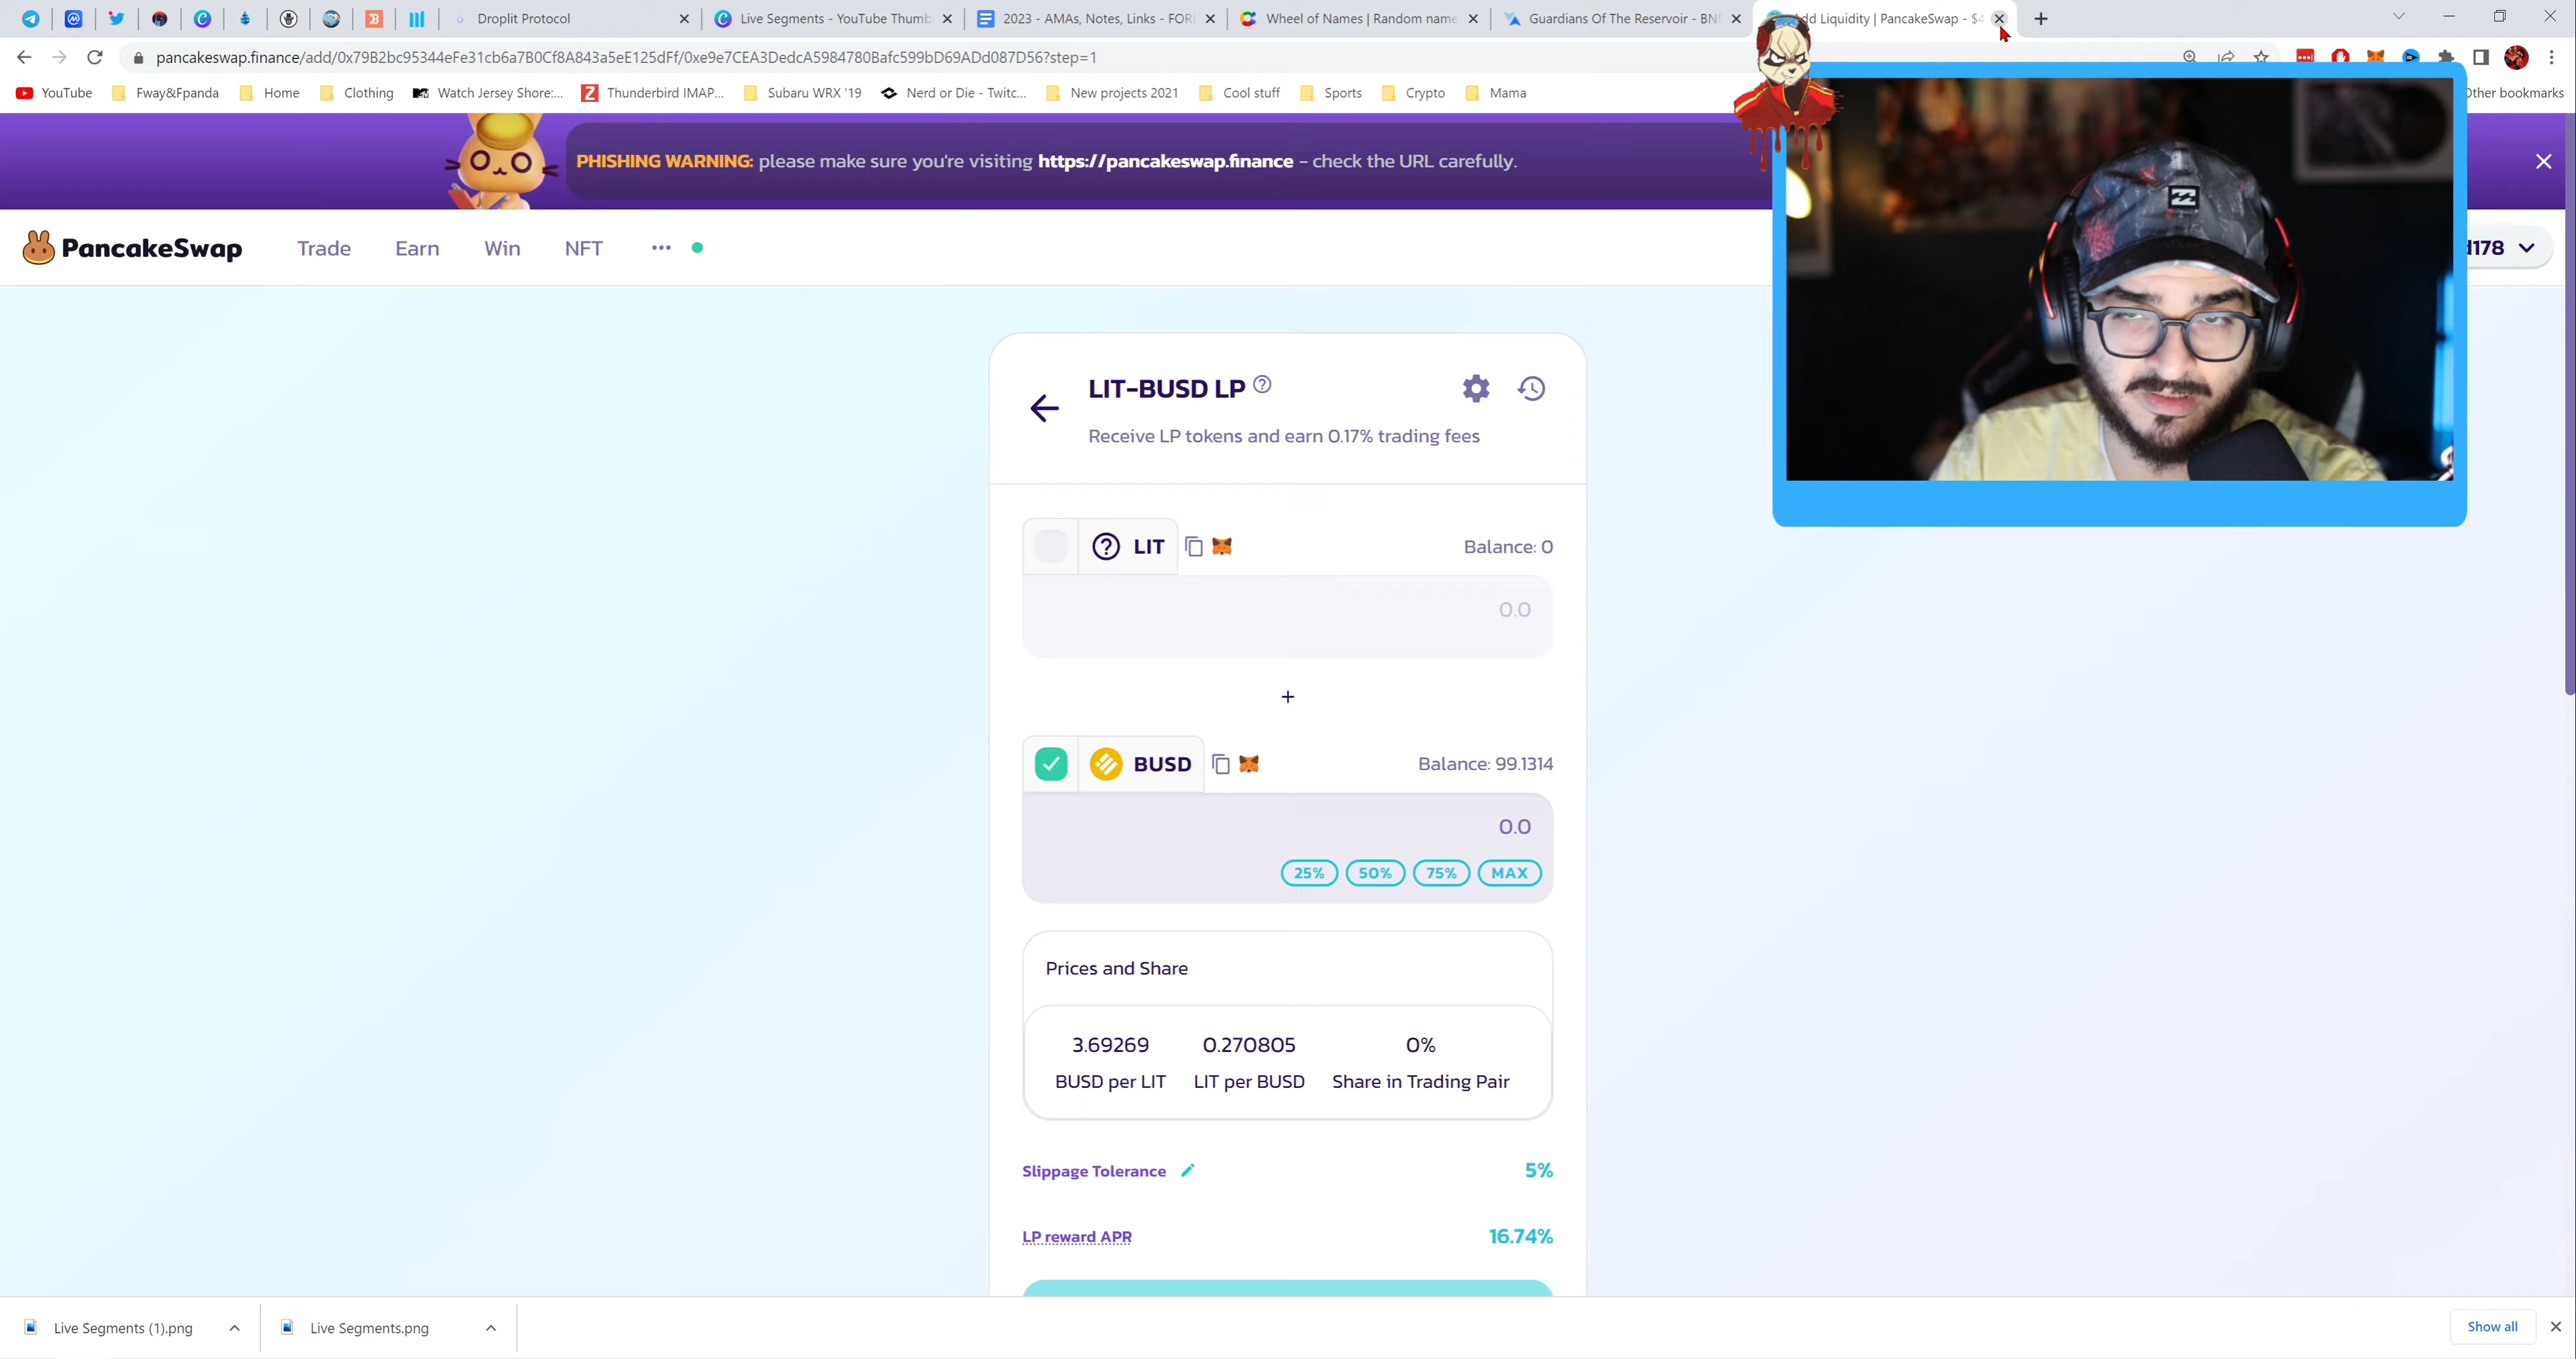 Droplit Protocol
Live Segments - YouTube Thumb
2023 - AMAs, Notes, Links - FOR
Wheel of Names | Random name
Guardians Of The Reservoir - BN
Add Liquidity | PancakeSwap - $4
pancakeswap.finance/add/0x79B2bc95344eFe31cb6a7B0Cf8A843a5eE125dFf/0xe9e7CEA3DedcA5984780Bafc599bD69ADd087D56?step=1
YouTube
Fway&Fpanda
Home
Clothing
Watch Jersey Shore:...
Thunderbird IMAP...
Subaru WRX '19
Nerd or Die - Twitc...
New projects 2021
Cool stuff
Sports
Crypto
Mama
Other bookmarks
PHISHING WARNING: please make sure you're visiting https://pancakeswap.finance - check the URL carefully.
PancakeSwap
Trade
Earn
Win
NFT
d178
LIT-BUSD LP
Receive LP tokens and earn 0.17% trading fees
LIT
Balance: 0
0.0
+
BUSD
Balance: 99.1314
0.0
25%
50%
75%
MAX
Prices and Share
3.69269
0.270805
0%
BUSD per LIT
LIT per BUSD
Share in Trading Pair
Slippage Tolerance
5%
LP reward APR
16.74%
Live Segments (1).png
Live Segments.png
Show all